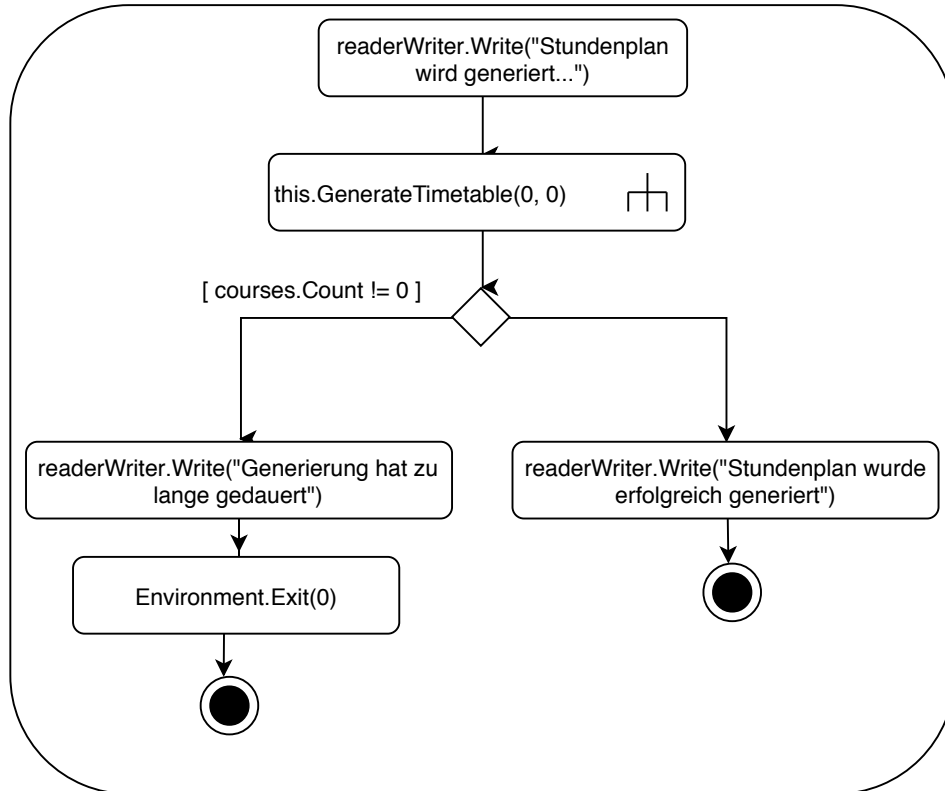 readerWriter.Write("Stundenplan
wird generiert...")
this.GenerateTimetable(0, 0)
[ courses.Count != 0 ]
readerWriter.Write("Generierung hat zu
lange gedauert")
readerWriter.Write("Stundenplan wurde
erfolgreich generiert")
Environment.Exit(0)